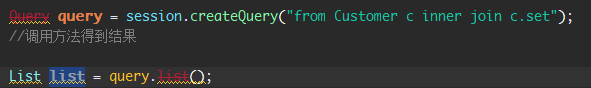 Query query = session.createQuery("from Customer c inner join c.set");
//调用方法得到结果
List list = query.list();